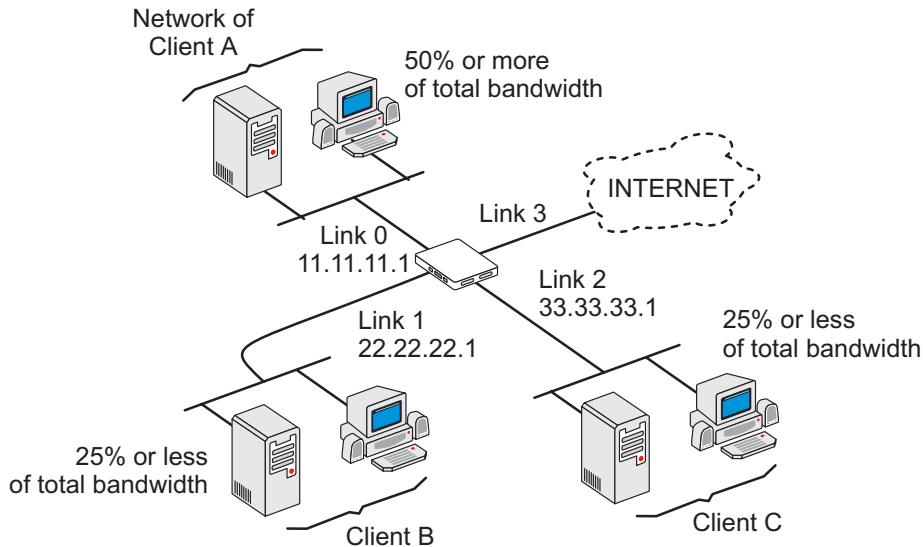 Network of
Client A
50% or more
of total bandwidth
INTERNET
Link 3
Link 0
11.11.11.1
Link 2
33.33.33.1
Link 1
22.22.22.1
25% or less
of total bandwidth
25% or less
of total bandwidth
Client B
Client C